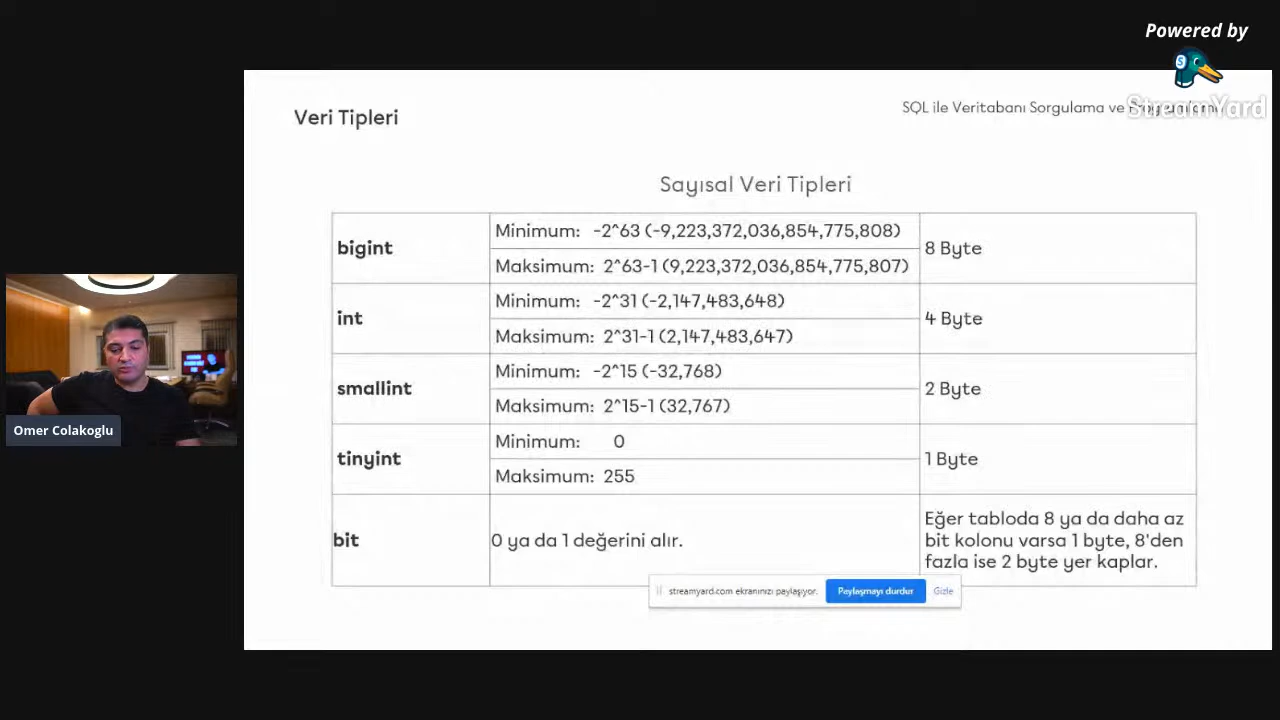 Powered by
StreamYard
Veri Tipleri
SQL ile Veritabanı Sorgulama ve Programlama
Sayısal Veri Tipleri
bigint
Minimum: -2^63 (-9,223,372,036,854,775,808)
Maksimum: 2^63-1 (9,223,372,036,854,775,807)
8 Byte
int
Minimum: -2^31 (-2,147,483,648)
Maksimum: 2^31-1 (2,147,483,647)
4 Byte
smallint
Minimum: -2^15 (-32,768)
Maksimum: 2^15-1 (32,767)
2 Byte
tinyint
Minimum: 0
Maksimum: 255
1 Byte
bit
0 ya da 1 değerini alır.
Eğer tabloda 8 ya da daha az
bit kolonu varsa 1 byte, 8'den
fazla ise 2 byte yer kaplar.
streamyard.com ekranınızı paylaşıyor.
Paylaşmayı durdur
Gizle
Omer Colakoglu